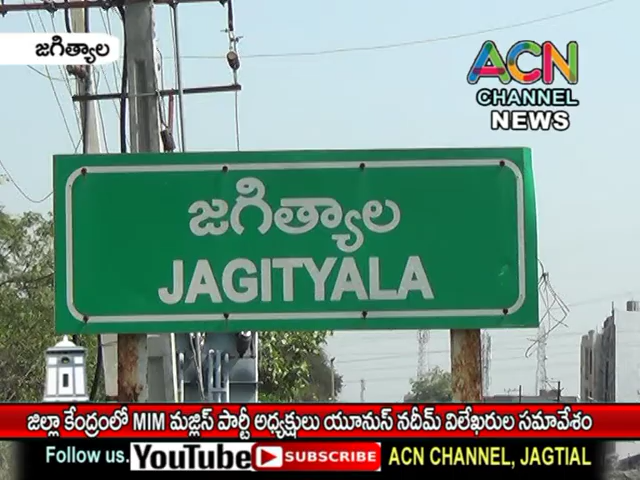 జగిత్యాల
ACN
CHANNEL
NEWS
జగిత్యాల
JAGITYALA
జిల్లా కేంద్రంలో MIM మజ్లిస్ పార్టీ అధ్యక్షులు యూనుస్ నదీమ్ విలేఖరుల సమావేశం
Follow us. YouTube SUBSCRIBE ACN CHANNEL, JAGTIAL